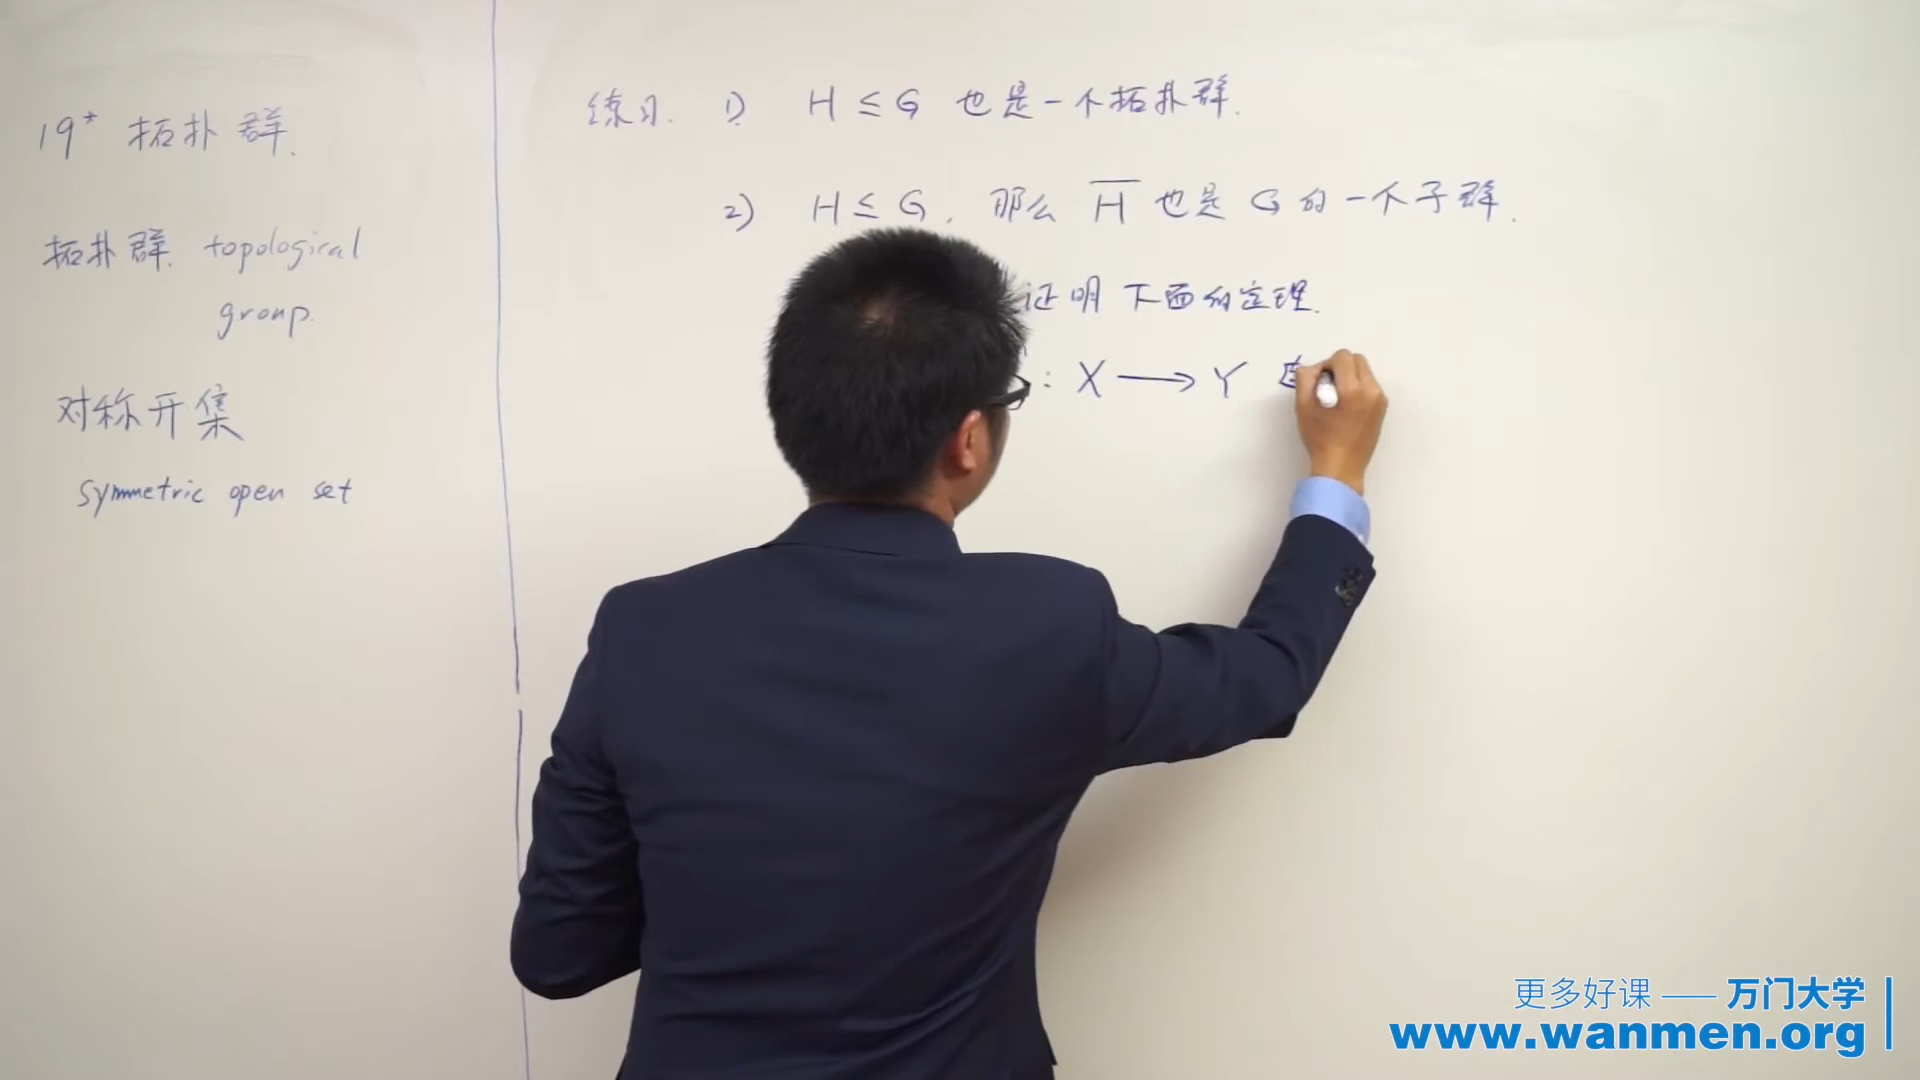 19* 拓扑群.
拓扑群. topological
group.
对称开集
symmetric open set
练习. 1) H ≤ G 也是一个拓扑群.
2) H ≤ G, 那么 H̅ 也是 G 的一个子群.
证明下面的定理.
: X ⟶ Y
更多好课 —— 万门大学
www.wanmen.org